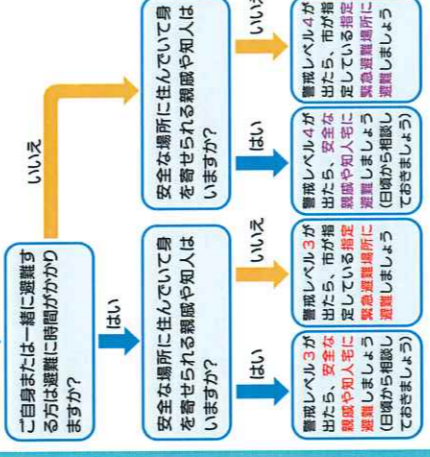 ご自身または一緒に避難す
る方は避難に時間がかかり
ますか?
いいえ
はい
安全な場所に住んでいて身
を寄せられる親戚や知人は
いますか?
安全な場所に住んでいて身
を寄せられる親戚や知人は
いますか?
はい
いいえ
はい
いいえ
警戒レベル3が
出たら、安全な
親戚や知人宅に
避難しましょう
(日頃から相談し
ておきましょう)
警戒レベル3が
出たら、市が指
定している指定
緊急避難場所に
避難しましょう
警戒レベル4が
出たら、安全な
親戚や知人宅に
避難しましょう
(日頃から相談し
ておきましょう)
警戒レベル4が
出たら、市が指
定している指定
緊急避難場所に
避難しましょう